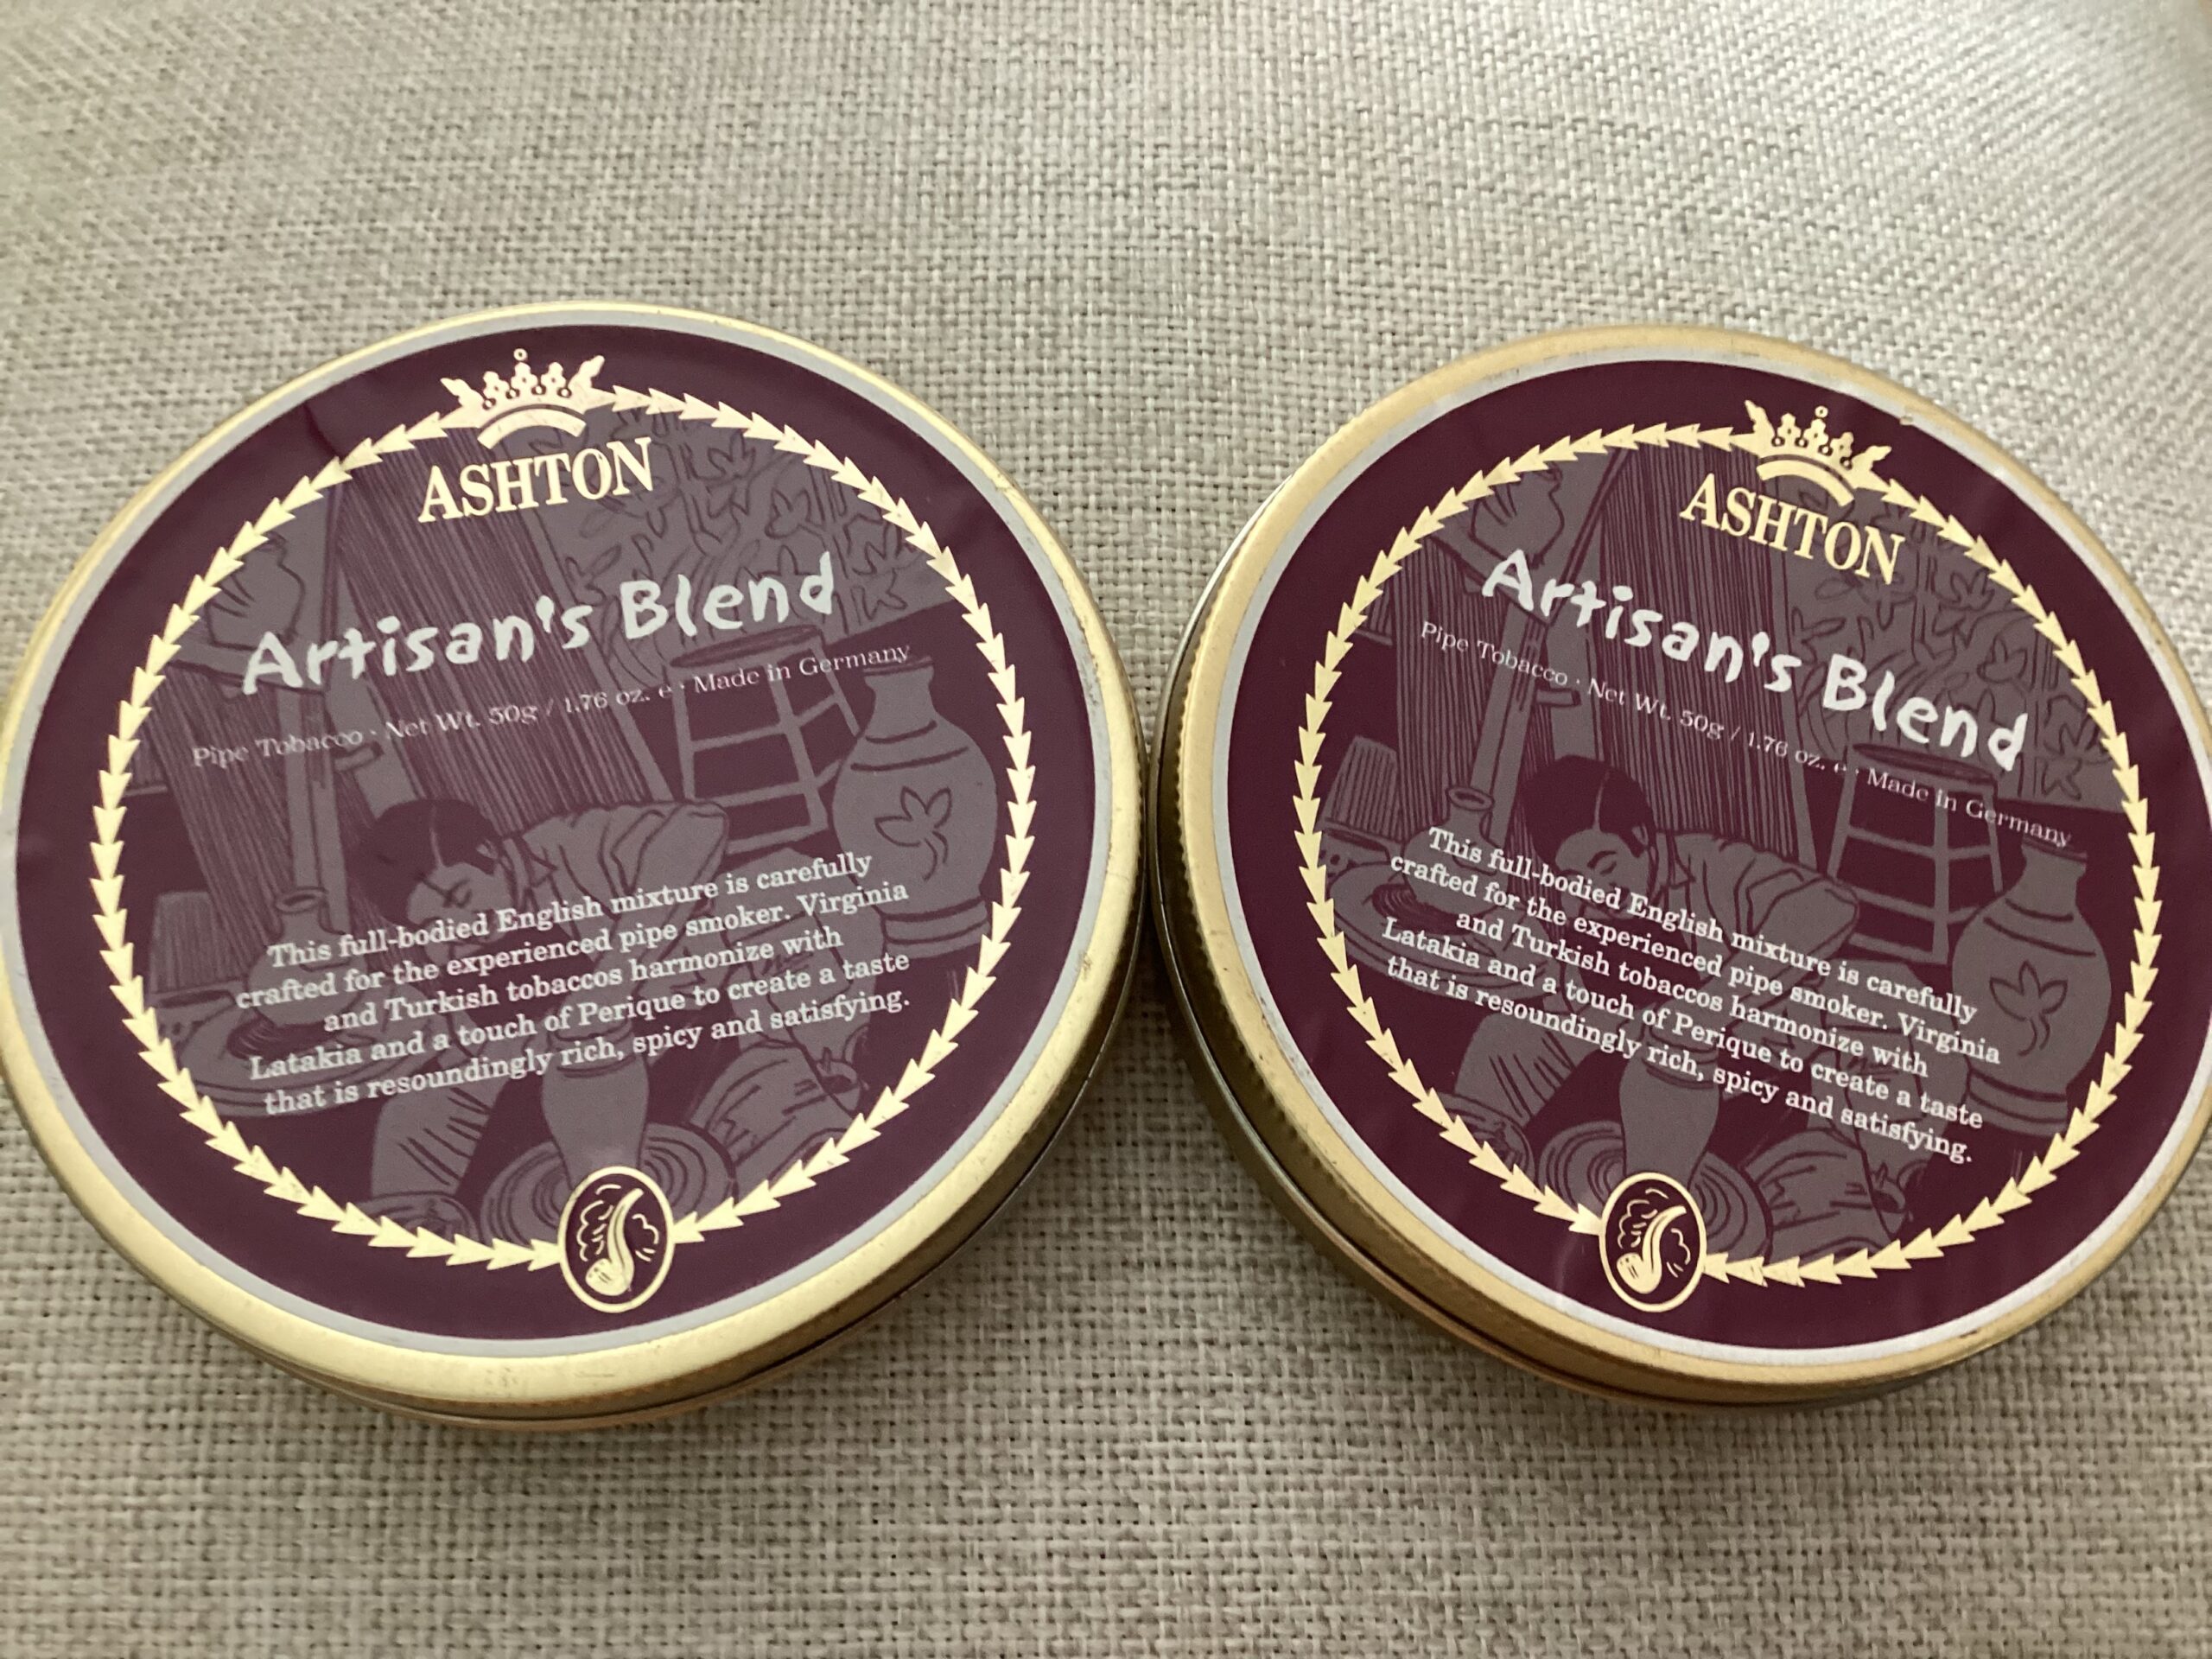 ASHTON
Artisan's Blend
Pipe Tobacco · Net Wt. 50g / 1.76 oz. e · Made in Germany
This full-bodied English mixture is carefully
crafted for the experienced pipe smoker. Virginia
and Turkish tobaccos harmonize with
Latakia and a touch of Perique to create a taste
that is resoundingly rich, spicy and satisfying.
ASHTON
Artisan's Blend
Pipe Tobacco · Net Wt. 50g / 1.76 oz. e · Made in Germany
This full-bodied English mixture is carefully
crafted for the experienced pipe smoker. Virginia
and Turkish tobaccos harmonize with
Latakia and a touch of Perique to create a taste
that is resoundingly rich, spicy and satisfying.